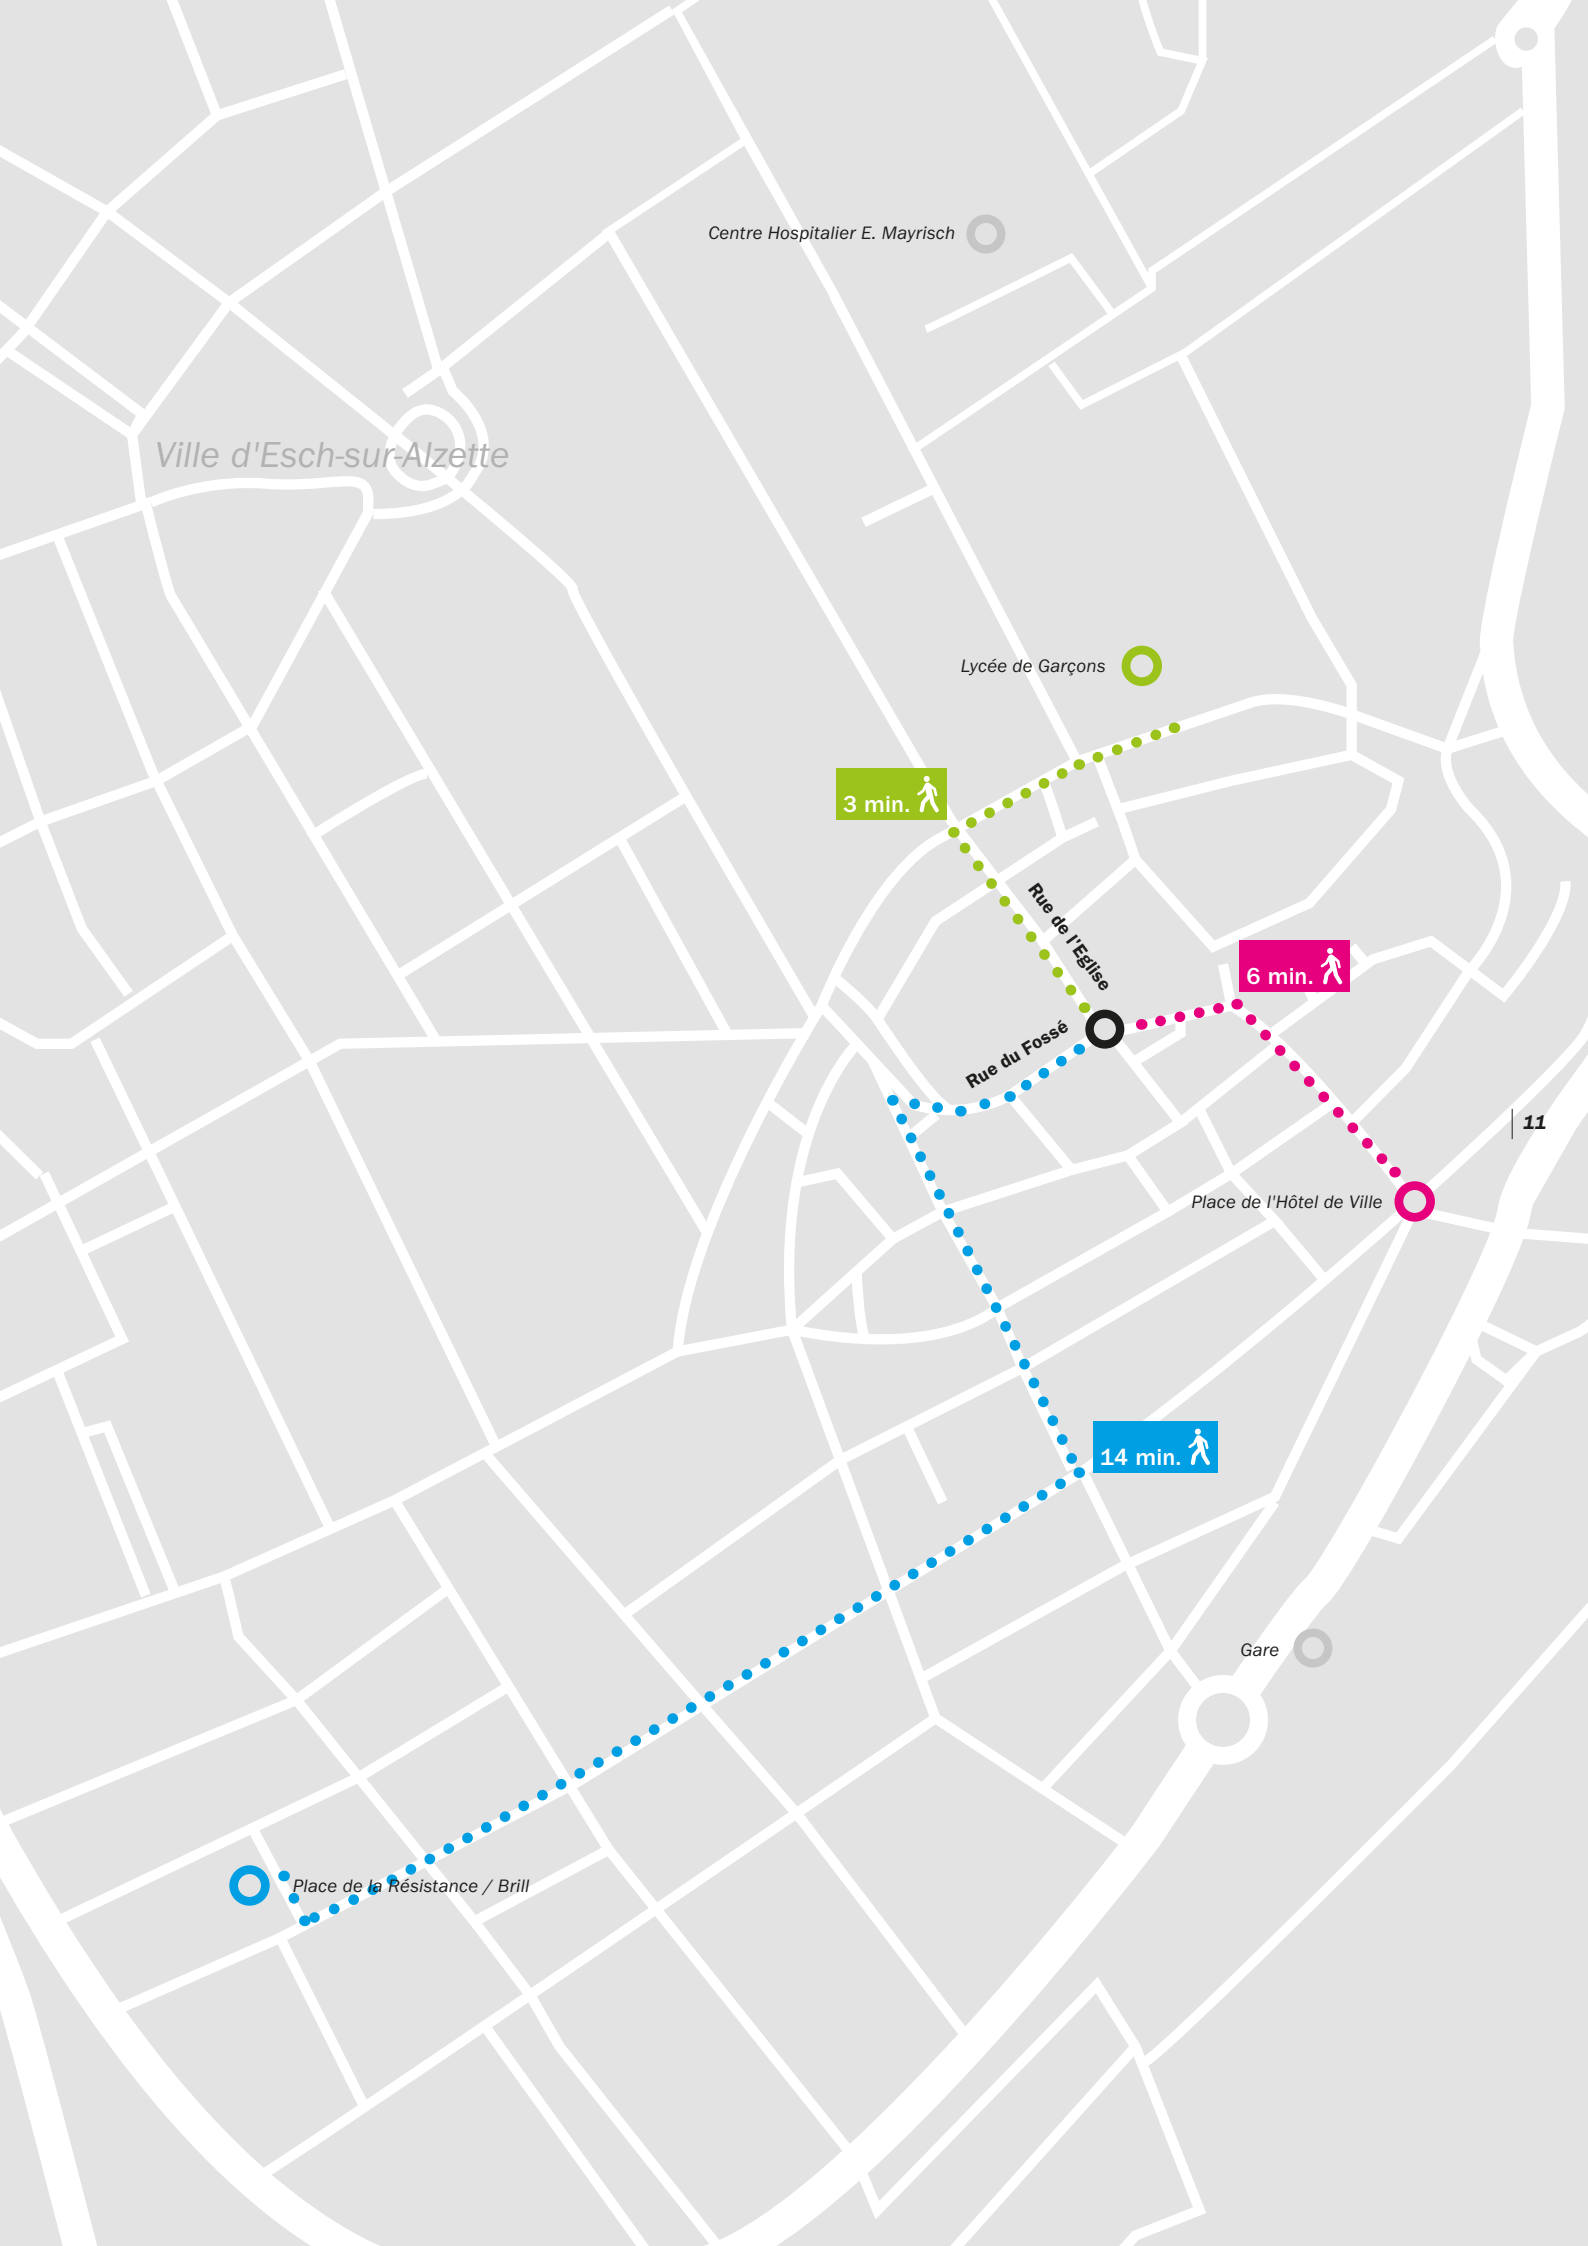 Centre Hospitalier E. Mayrisch
Ville d'Esch-sur-Alzette
Lycée de Garçons
3 min.
Rue de l'Eglise
6 min.
Rue du Fossé
11
Place de l'Hôtel de Ville
14 min.
Gare
Place de la Résistance / Brill